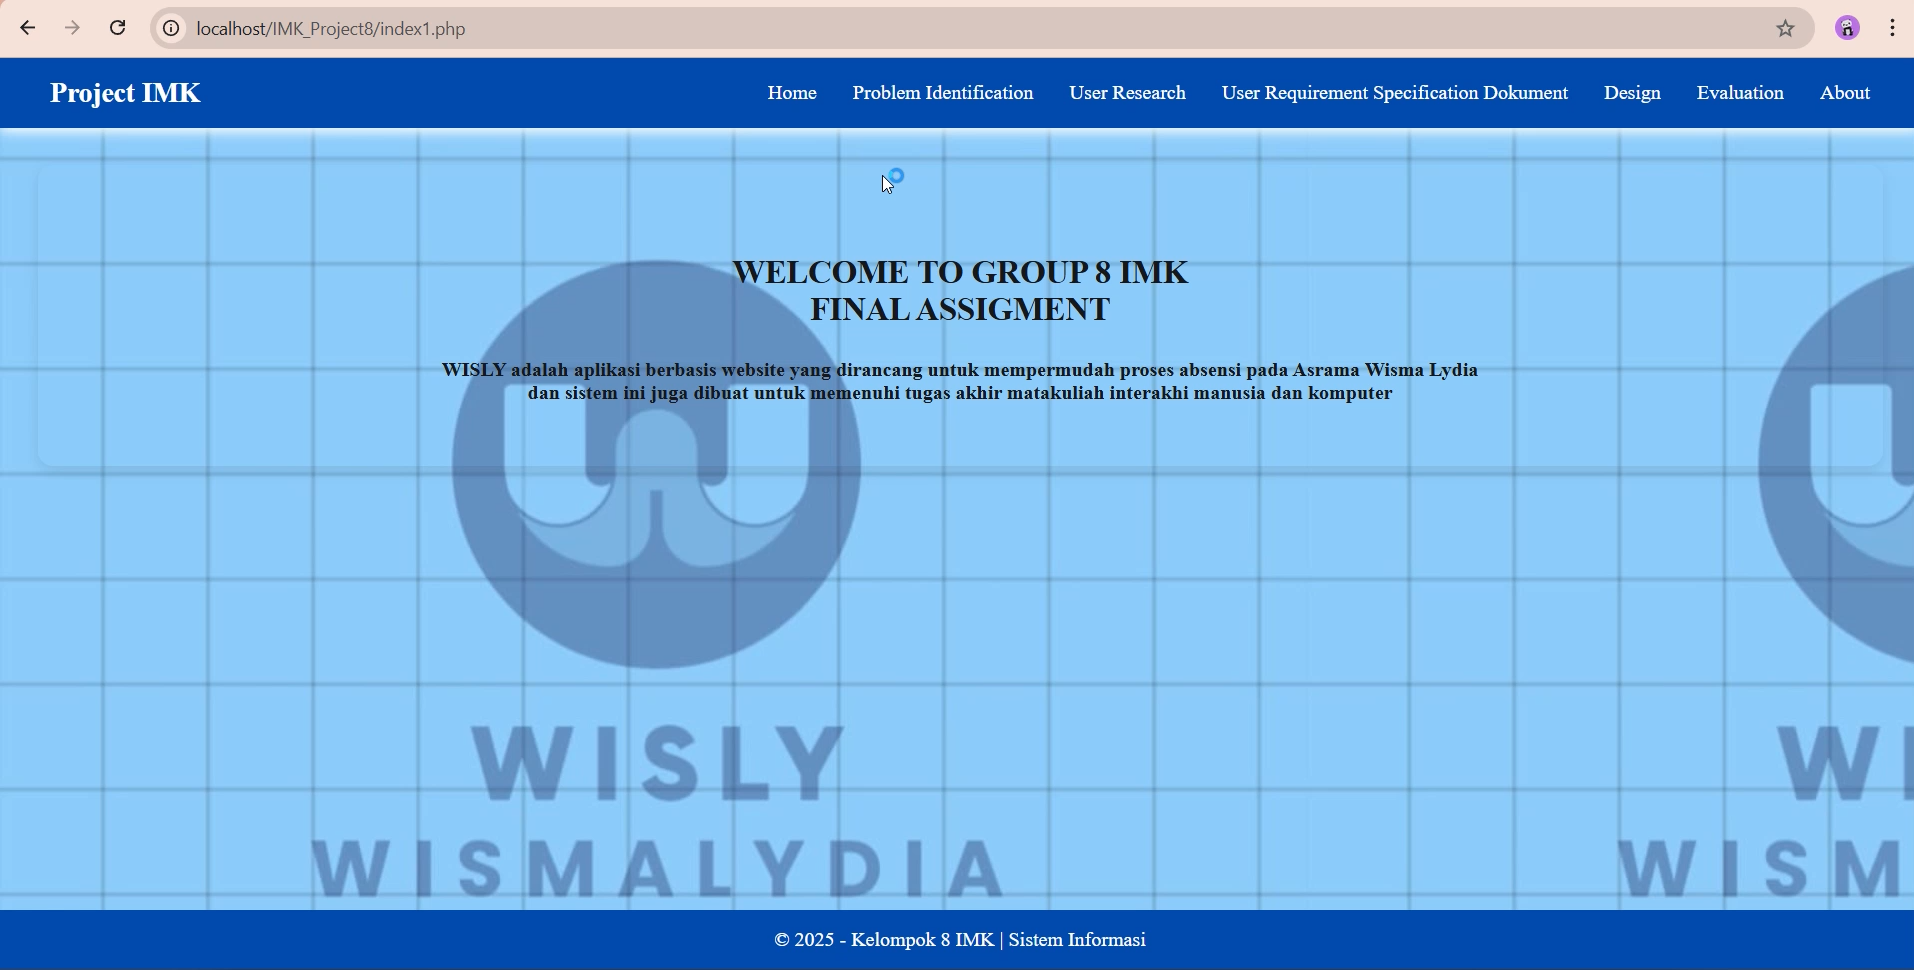 localhost/IMK_Project8/index1.php
Project IMK
Home Problem Identification User Research User Requirement Specification Dokument Design Evaluation About
WELCOME TO GROUP 8 IMK
FINAL ASSIGMENT
WISLY adalah aplikasi berbasis website yang dirancang untuk mempermudah proses absensi pada Asrama Wisma Lydia
dan sistem ini juga dibuat untuk memenuhi tugas akhir matakuliah interakhi manusia dan komputer
WISLY
WISMALYDIA
W
WISM
© 2025 - Kelompok 8 IMK | Sistem Informasi